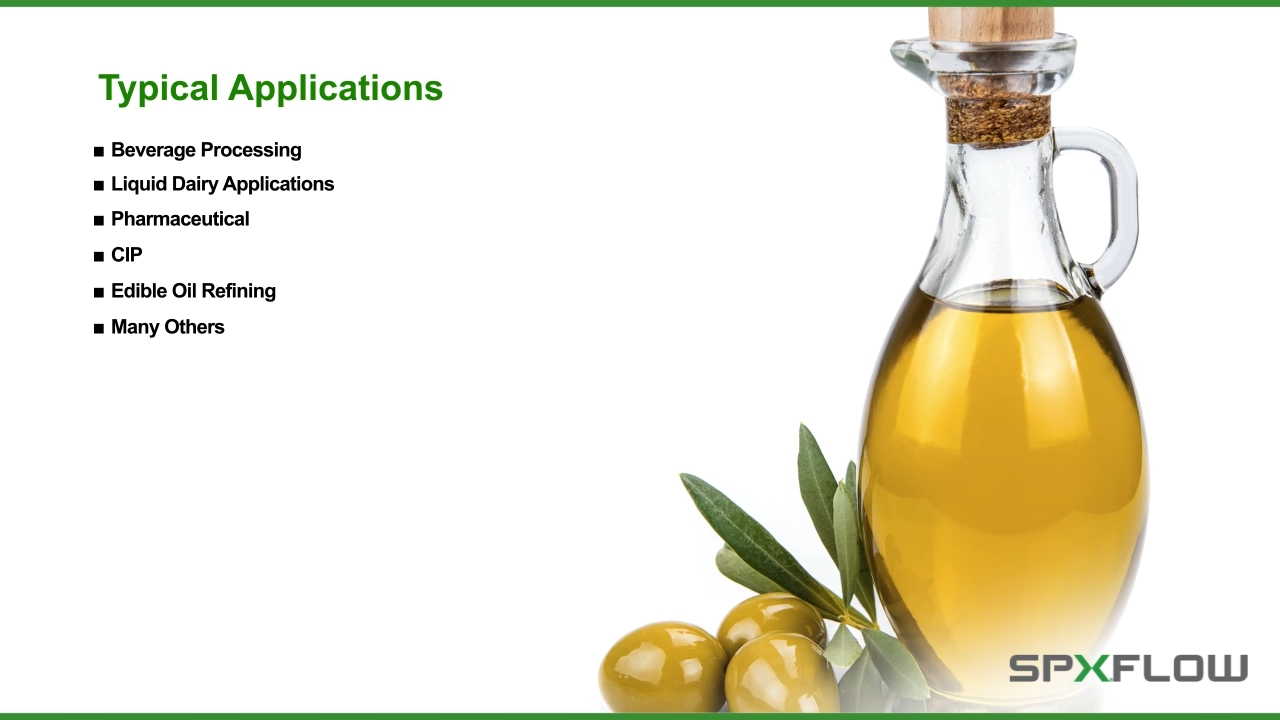 Typical Applications
■ Beverage Processing
■ Liquid Dairy Applications
■ Pharmaceutical
■ CIP
■ Edible Oil Refining
■ Many Others
SPXFLOW